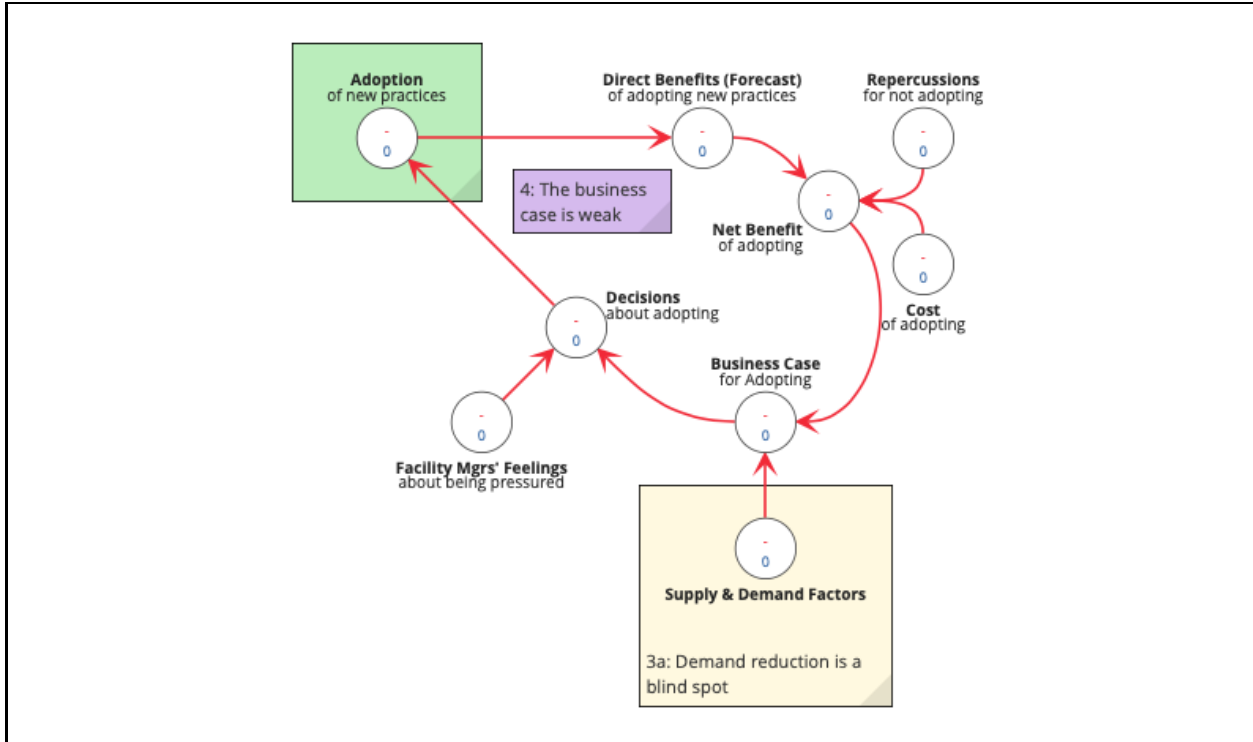 Adoption
of new practices
-
0
Direct Benefits (Forecast)
of adopting new practices
-
0
Repercussions
for not adopting
-
0
4: The business
case is weak
-
0
Net Benefit
of adopting
-
0
Cost
of adopting
Decisions
about adopting
-
0
Business Case
for Adopting
-
0
-
0
Facility Mgrs' Feelings
about being pressured
-
0
Supply & Demand Factors
3a: Demand reduction is a
blind spot